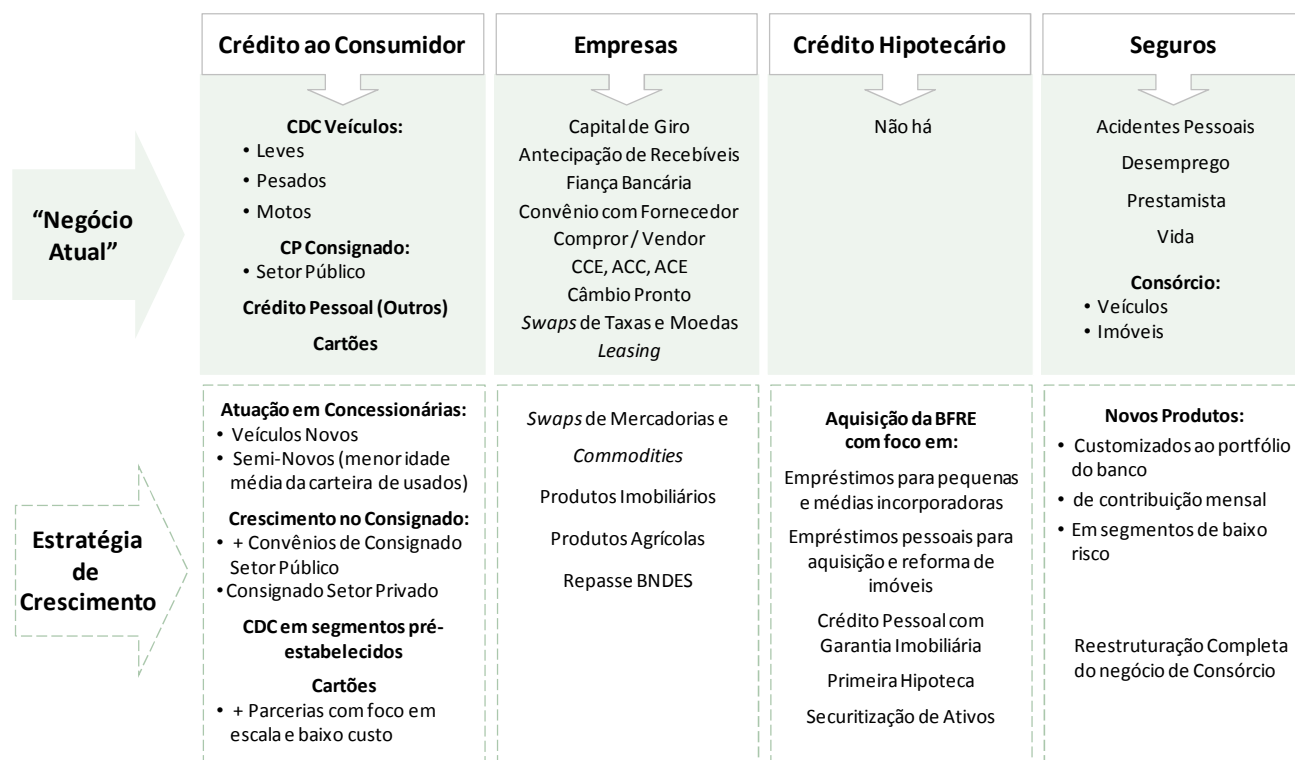 Crédito ao Consumidor
Empresas
Crédito Hipotecário
Seguros
“Negócio
Atual”
CDC Veículos:
• Leves
• Pesados
• Motos
CP Consignado:
• Setor Público
Crédito Pessoal (Outros)
Cartões
Capital de Giro
Antecipação de Recebíveis
Fiança Bancária
Convênio com Fornecedor
Compror / Vendor
CCE, ACC, ACE
Câmbio Pronto
Swaps de Taxas e Moedas
Leasing
Não há
Acidentes Pessoais
Desemprego
Prestamista
Vida
Consórcio:
• Veículos
• Imóveis
Estratégia
de
Crescimento
Atuação em Concessionárias:
• Veículos Novos
• Semi-Novos (menor idade
média da carteira de usados)
Crescimento no Consignado:
• + Convênios de Consignado
Setor Público
• Consignado Setor Privado
CDC em segmentos pré-
estabelecidos
Cartões
• + Parcerias com foco em
escala e baixo custo
Swaps de Mercadorias e
Commodities
Produtos Imobiliários
Produtos Agrícolas
Repasse BNDES
Aquisição da BFRE
com foco em:
Empréstimos para pequenas
e médias incorporadoras
Empréstimos pessoais para
aquisição e reforma de
imóveis
Crédito Pessoal com
Garantia Imobiliária
Primeira Hipoteca
Securitização de Ativos
Novos Produtos:
• Customizados ao portfólio
do banco
• de contribuição mensal
• Em segmentos de baixo
risco
Reestruturação Completa
do negócio de Consórcio